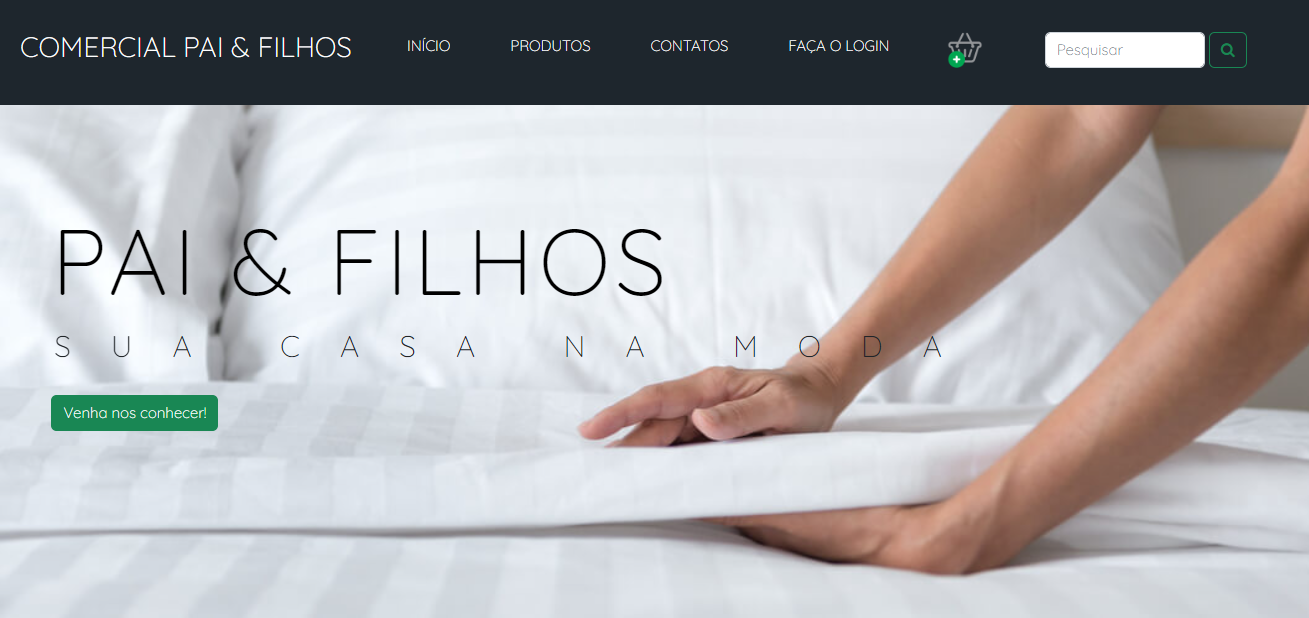 COMERCIAL PAI & FILHOS
INÍCIO
PRODUTOS
CONTATOS
FAÇA O LOGIN
Pesquisar
PAI & FILHOS
SUA CASA NA MODA
Venha nos conhecer!